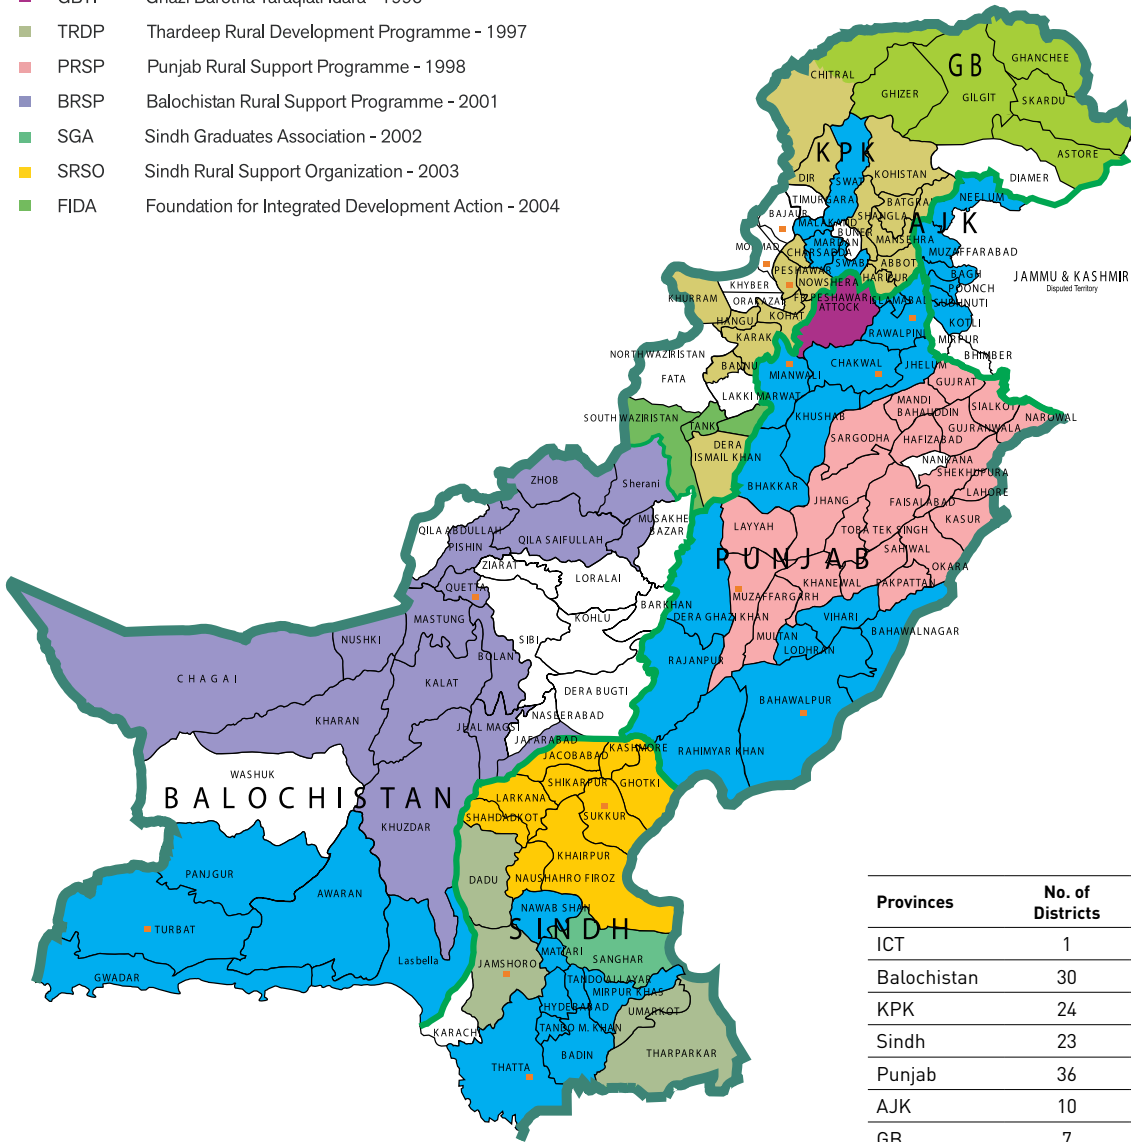 TRDP Thardeep Rural Development Programme - 1997
PRSP Punjab Rural Support Programme - 1998
BRSP Balochistan Rural Support Programme - 2001
SGA Sindh Graduates Association - 2002
SRSO Sindh Rural Support Organization - 2003
FIDA Foundation for Integrated Development Action - 2004
GB
GHANCHEE
CHITRAL
GHIZER
GILGIT
SKARDU
ASTORE
DIAMER
KPK
DIR
SWAT
KOHISTAN
TIMURGARA
BAJAUR
MALAKAND
SHANGLA
BUNER
MARDAN
MANSEHRA
CHARSADDA
SWABI
ABBOT
PESHAWAR
NOWSHERA
HARIPUR
KHYBER
ORAKAZAI
KHURRAM
HANGU
KOHAT
KARAK
BANNU
NORTH WAZIRISTAN
FATA
LAKKI MARWAT
SOUTH WAZIRISTAN
TANK
DERA
ISMAIL KHAN
AJK
NEELUM
MUZAFFARABAD
BAGH
POONCH
KOTLI
MIRPUR
BHIMBER
JAMMU & KASHMIR
Disputed Territory
ATTOCK
RAWALPINI
CHAKWAL
JHELUM
MIANWALI
KHUSHAB
BHAKKAR
GUJRAT
MANDI
BAHAUDDIN
SIALKOT
NAROWAL
GUJRANWALA
SARGODHA
HAFIZABAD
NANKANA
SHEKHUPURA
LAHORE
JHANG
FAISALABAD
KASUR
LAYYAH
TOBA TEK SINGH
SAHIWAL
OKARA
PUNJAB
KHANEWAL
PAKPATTAN
MUZAFFARGARH
DERA GHAZI KHAN
VIHARI
BAHAWALNAGAR
MULTAN
LODHRAN
RAJANPUR
BAHAWALPUR
RAHIMYAR KHAN
ZHOB
Sherani
MUSAKHE
BAZAR
QILA ABDULLAH
PISHIN
QILA SAIFULLAH
ZIARAT
LORALAI
QUETTA
BARKHAN
KOHLU
MASTUNG
SIBI
NUSHKI
BOLAN
CHAGAI
KALAT
DERA BUGTI
KHARAN
NASEERABAD
JHAL MAGSI
JAFARABAD
WASHUK
BALOCHISTAN
KHUZDAR
PANJGUR
AWARAN
TURBAT
GWADAR
Lasbella
KASHMORE
JACOBABAD
SHIKARPUR
GHOTKI
LARKANA
SHAHDADKOT
SUKKUR
KHAIRPUR
DADU
NAUSHAHRO FIROZ
NAWAB SHAH
SINDH
MATIARI
SANGHAR
JAMSHORO
TANDO ALLAYAR
MIRPUR KHAS
HYDERABAD
UMARKOT
TANDO M. KHAN
KARACHI
BADIN
THARPARKAR
THATTA
Provinces No. of
Districts
ICT 1
Balochistan 30
KPK 24
Sindh 23
Punjab 36
AJK 10
GB 7